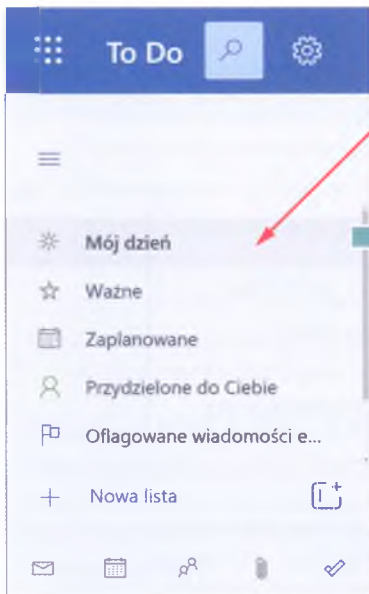 To Do
Mój dzień
Ważne
Zaplanowane
Przydzielone do Ciebie
Oflagowane wiadomości e...
Nowa lista